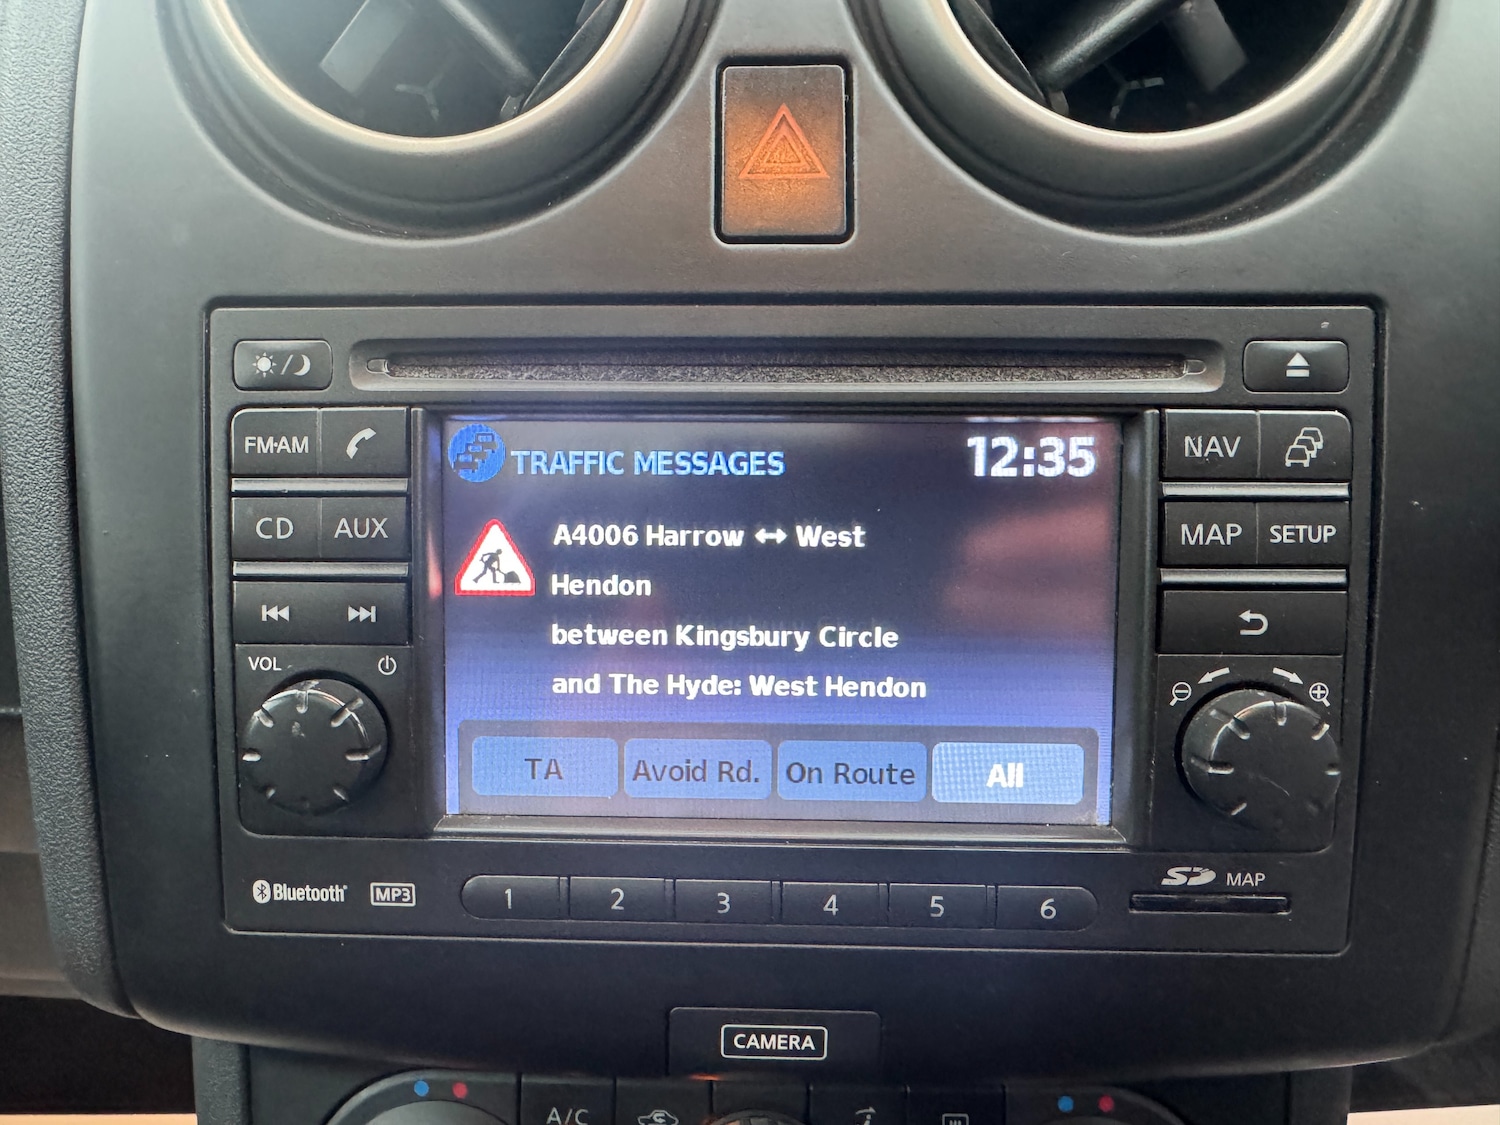 FM·AM
CD AUX
VOL
TRAFFIC MESSAGES 12:35
A4006 Harrow ↔ West
Hendon
between Kingsbury Circle
and The Hyde: West Hendon
TA Avoid Rd. On Route All
NAV
MAP SETUP
Bluetooth MP3
1 2 3 4 5 6
SD MAP
CAMERA
A/C